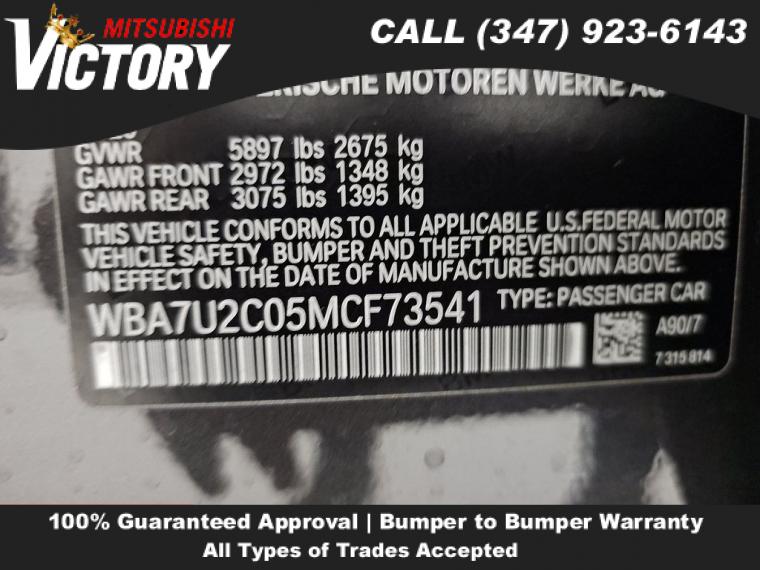 MITSUBISHI
VICTORY
CALL (347) 923-6143
MOTOREN WERKE AG
GVWR 5897 lbs 2675 kg
GAWR FRONT 2972 lbs 1348 kg
GAWR REAR 3075 lbs 1395 kg
THIS VEHICLE CONFORMS TO ALL APPLICABLE U.S.FEDERAL MOTOR
VEHICLE SAFETY, BUMPER AND THEFT PREVENTION STANDARDS
IN EFFECT ON THE DATE OF MANUFACTURE SHOWN ABOVE.
WBA7U2C05MCF73541 TYPE: PASSENGER CAR
A90/7
7315814
100% Guaranteed Approval | Bumper to Bumper Warranty
All Types of Trades Accepted